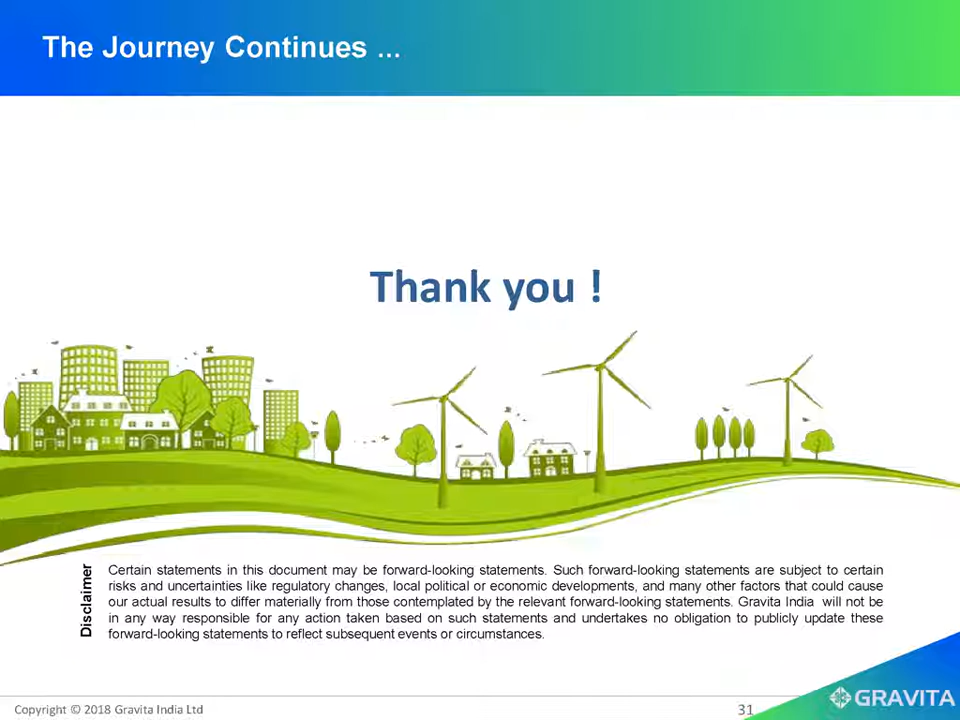 The Journey Continues ...
Thank you !
Disclaimer
Certain statements in this document may be forward-looking statements. Such forward-looking statements are subject to certain
risks and uncertainties like regulatory changes, local political or economic developments, and many other factors that could cause
our actual results to differ materially from those contemplated by the relevant forward-looking statements. Gravita India will not be
in any way responsible for any action taken based on such statements and undertakes no obligation to publicly update these
forward-looking statements to reflect subsequent events or circumstances.
Copyright © 2018 Gravita India Ltd
31
GRAVITA